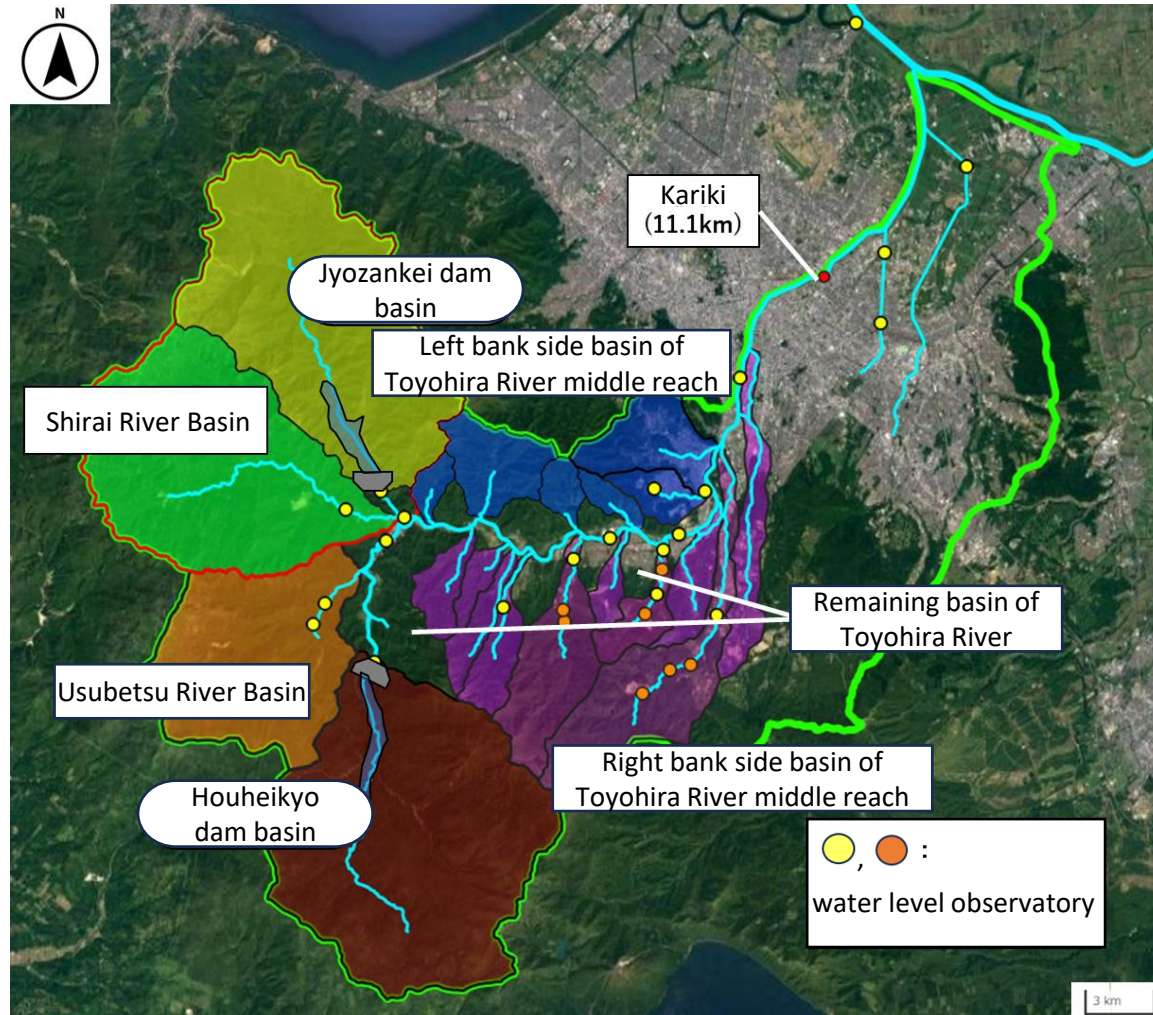 N
Kariki
(11.1km)
Jyozankei dam
basin
Left bank side basin of
Toyohira River middle reach
Shirai River Basin
Remaining basin of
Toyohira River
Usubetsu River Basin
Right bank side basin of
Toyohira River middle reach
Houheikyo
dam basin
, :
water level observatory
3 km